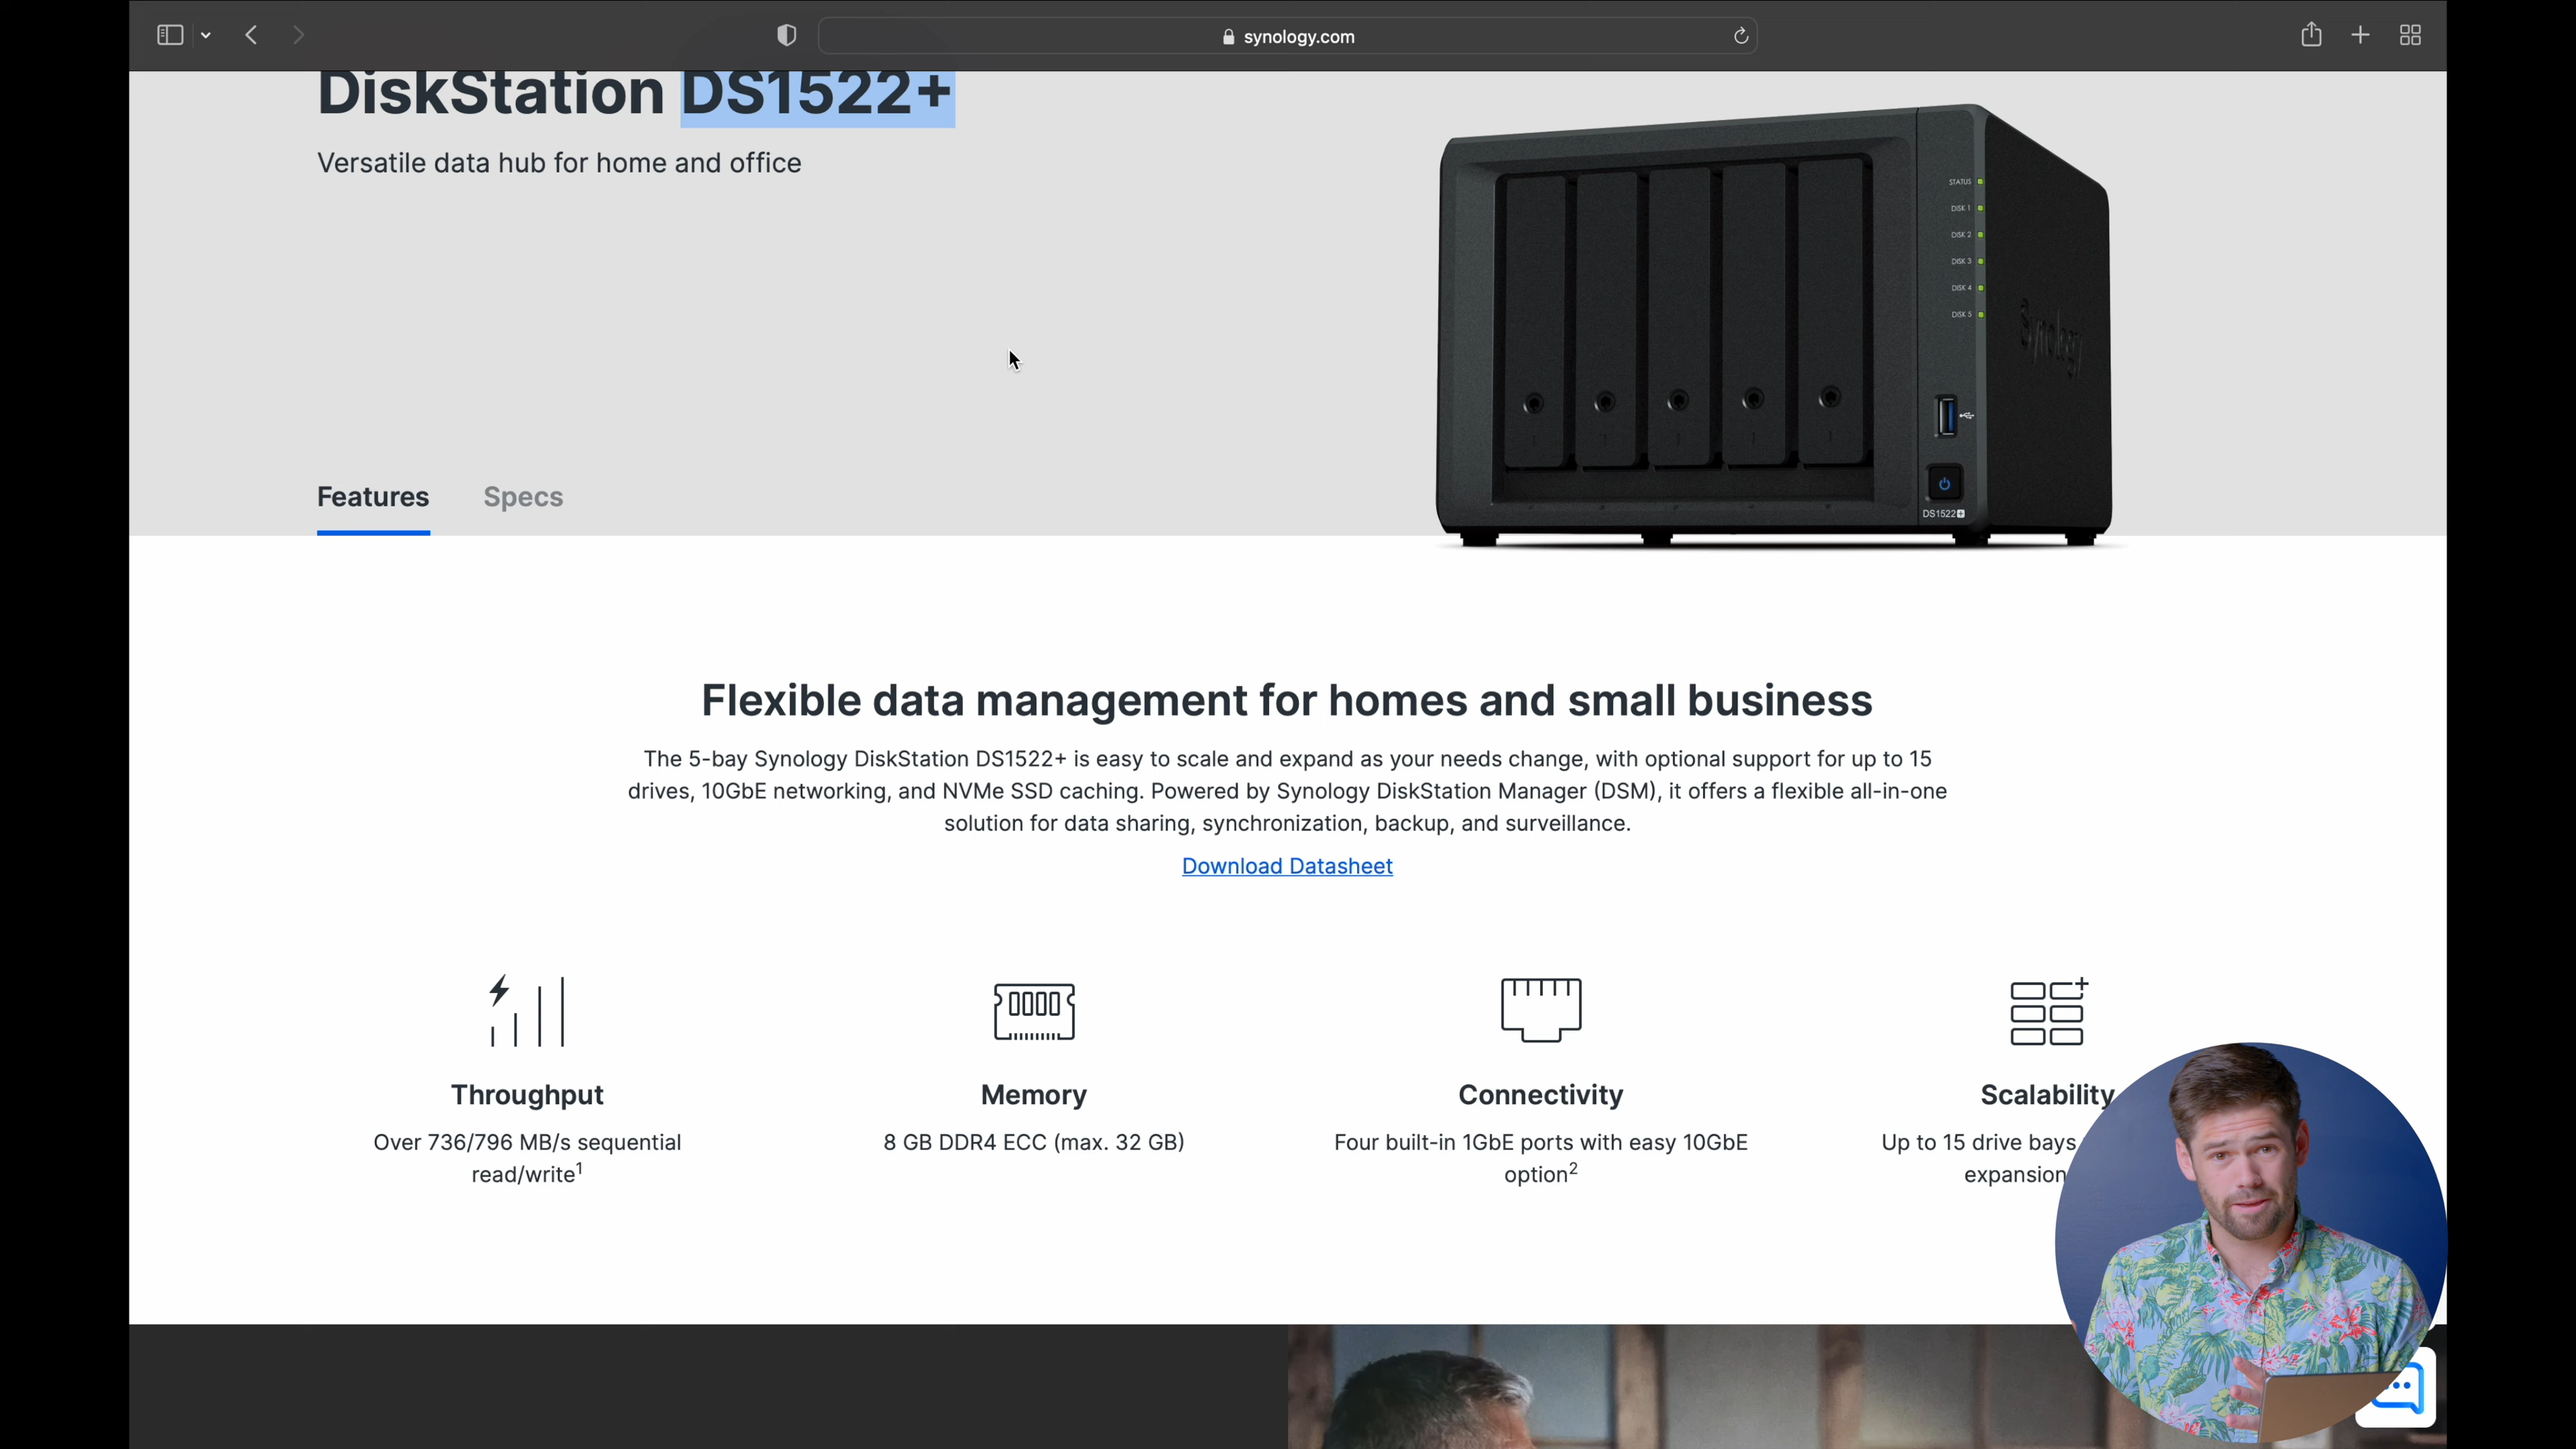 synology.com
DiskStation DS1522+
Versatile data hub for home and office
STATUS
DISK 1
DISK 2
DISK 3
DISK 4
DISK 5
Synology
DS1522+
Features Specs
Flexible data management for homes and small business
The 5-bay Synology DiskStation DS1522+ is easy to scale and expand as your needs change, with optional support for up to 15
drives, 10GbE networking, and NVMe SSD caching. Powered by Synology DiskStation Manager (DSM), it offers a flexible all-in-one
solution for data sharing, synchronization, backup, and surveillance.
Download Datasheet
Throughput
Over 736/796 MB/s sequential
read/write1
Memory
8 GB DDR4 ECC (max. 32 GB)
Connectivity
Four built-in 1GbE ports with easy 10GbE
option2
Scalability
Up to 15 drive bays
expansion